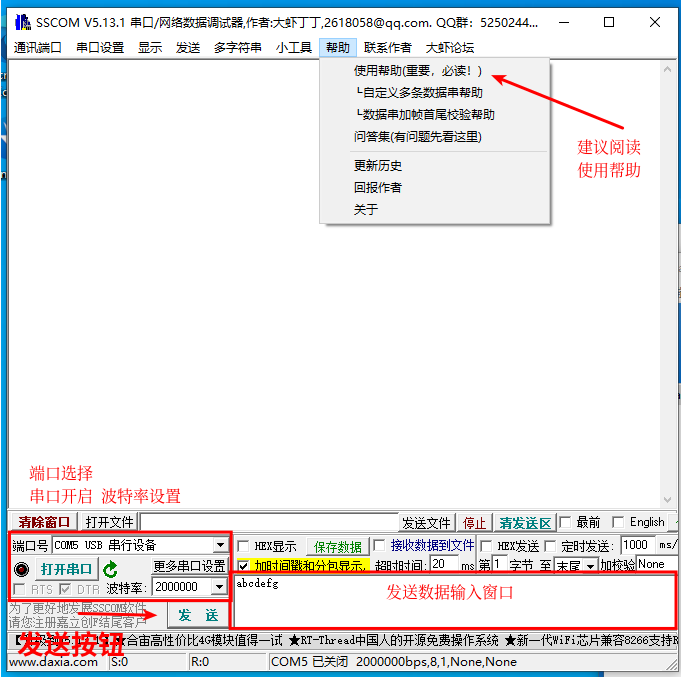 SSCOM V5.13.1 串口/网络数据调试器,作者:大虾丁丁,2618058@qq.com. QQ群: 5250244...
通讯端口 串口设置 显示 发送 多字符串 小工具 帮助 联系作者 大虾论坛
使用帮助(重要，必读！)
└自定义多条数据串帮助
└数据串加帧首尾校验帮助
问答集(有问题先看这里)
更新历史
回报作者
关于
建议阅读
使用帮助
端口选择
串口开启 波特率设置
清除窗口 打开文件 发送文件 停止 清发送区 最前 English
端口号 COM5 USB 串行设备 HEX显示 保存数据 接收数据到文件 HEX发送 定时发送: 1000 ms/
打开串口 更多串口设置 加时间戳和分包显示, 超时时间: 20 ms 第 1 字节 至 末尾 加校验 None
RTS DTR 波特率: 2000000
abcdefg
发送数据输入窗口
为了更好地发展SSCOM软件
请您注册嘉立创F结尾客户
发 送
发送按钮
★合宙高性价比4G模块值得一试 ★RT-Thread中国人的开源免费操作系统 ★新一代WiFi芯片兼容8266支持R
www.daxia.com S:0 R:0 COM5 已关闭 2000000bps,8,1,None,None